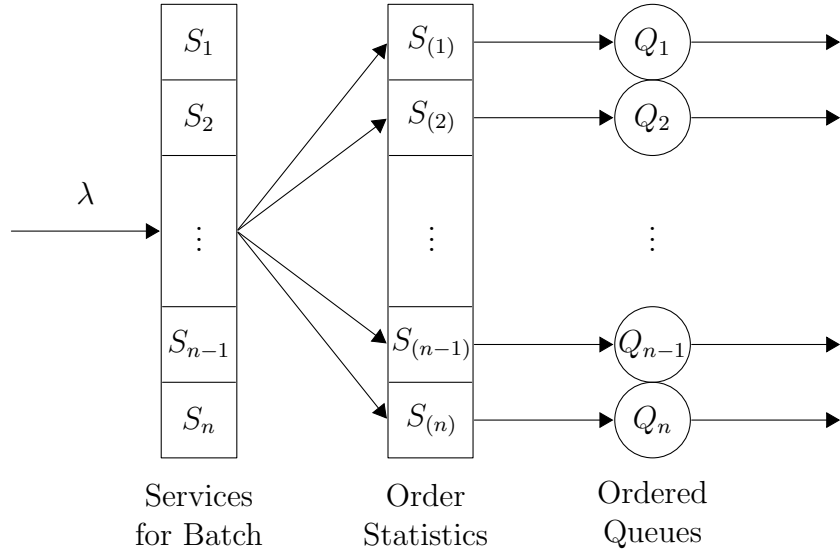 λ
S₁
S₂
⋮
Sₙ₋₁
Sₙ
S₍₁₎
S₍₂₎
⋮
S₍ₙ₋₁₎
S₍ₙ₎
Q₁
Q₂
⋮
Qₙ₋₁
Qₙ
Services
for Batch
Order
Statistics
Ordered
Queues